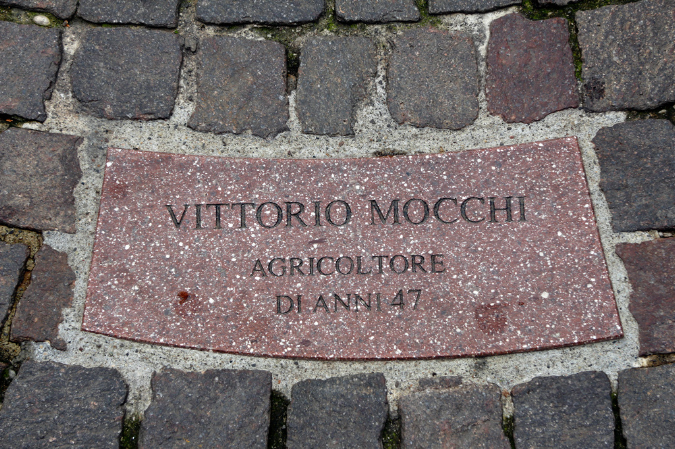 VITTORIO MOCCHI
AGRICOLTORE
DI ANNI 47